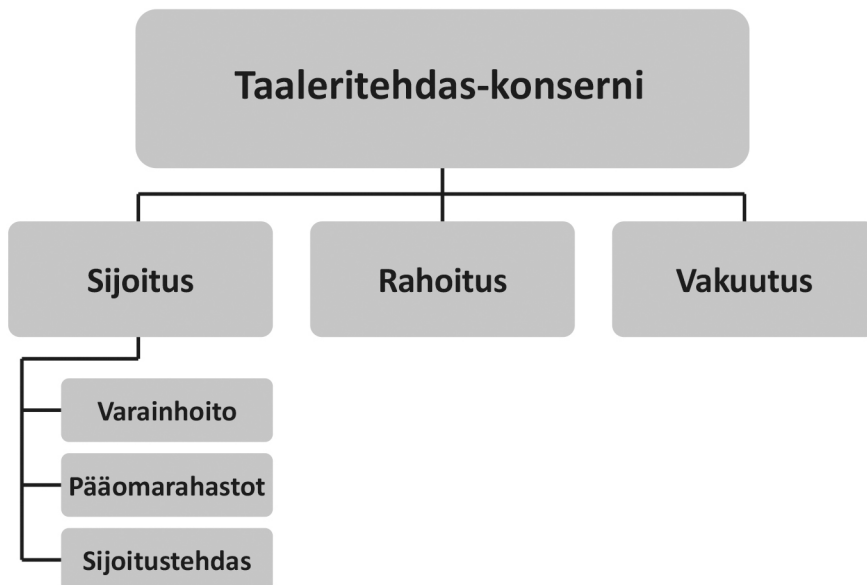 Taaleritehdas-konserni
Sijoitus
Rahoitus
Vakuutus
Varainhoito
Pääomarahastot
Sijoitustehdas